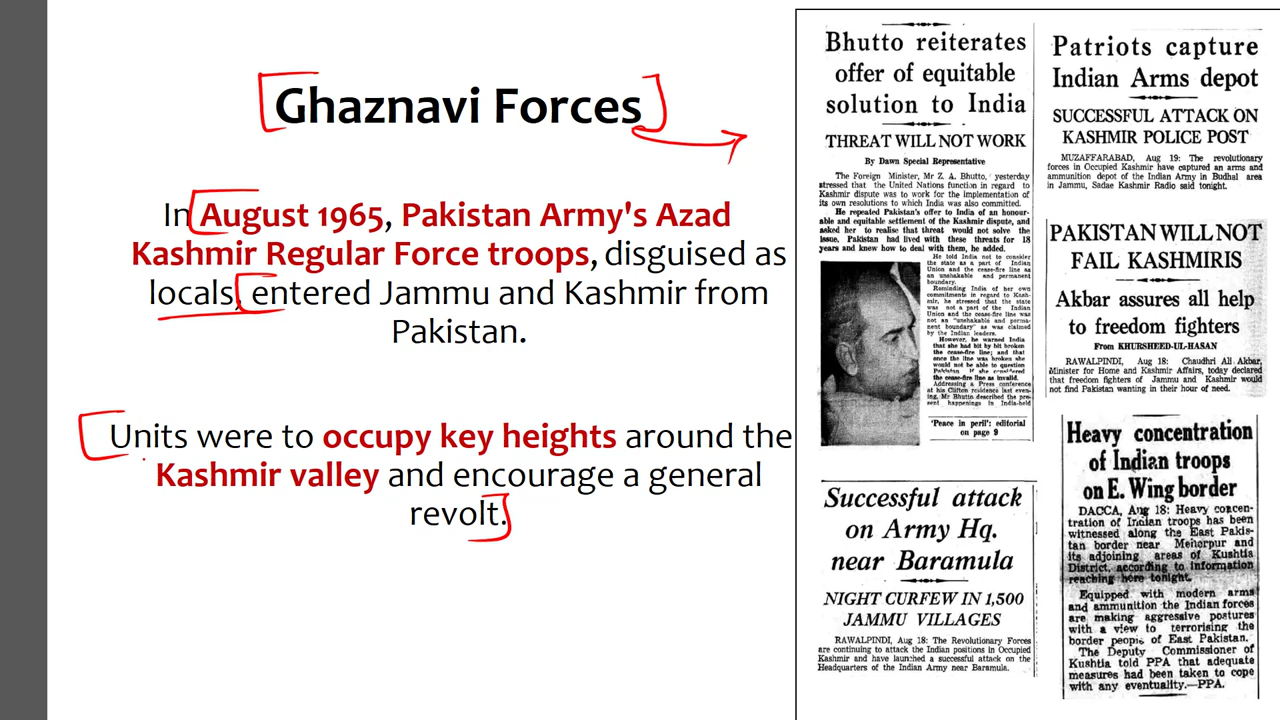 Ghaznavi Forces
In August 1965, Pakistan Army's Azad
Kashmir Regular Force troops, disguised as
locals, entered Jammu and Kashmir from
Pakistan.
Units were to occupy key heights around the
Kashmir valley and encourage a general
revolt.
Bhutto reiterates
offer of equitable
solution to India
THREAT WILL NOT WORK
By Dawn Special Representative
The Foreign Minister, Mr Z. A. Bhutto, yesterday
stressed that the United Nations function in regard to
Kashmir dispute was to work for the implementation of
its own resolutions to which India was also committed.
He repeated Pakistan's offer to India of an honour-
able and equitable settlement of the Kashmir dispute, and
asked her to realise that threat would not solve the
issue. Pakistan had lived with these threats for 18
years and knew how to deal with them, he added.
He told India not to consider
the state as a part of Indian
Union and the cease-fire line as
an unshakable and permanent
boundary.
Reminding India of her own
commitments in regard to Kash-
mir, he stressed that the state
was not a part of the Indian
Union and the cease-fire line was
not an "unshakable and perma-
nent boundary" as was claimed
by the Indian leaders.
However, he warned India
that she had bit by bit broken
the cease-fire line; and that
once the line was broken she
would not be able to question
Pakistan if she considered
the cease-fire line as invalid.
Addressing a Press conference
at his Clifton residence last even-
ing, Mr Bhutto described the pre-
sent happenings in India-held
'Peace in peril': editorial
on page 9
Successful attack
on Army Hq.
near Baramula
NIGHT CURFEW IN 1,500
JAMMU VILLAGES
RAWALPINDI, Aug 18: The Revolutionary Forces
are continuing to attack the Indian positions in Occupied
Kashmir and have launched a successful attack on the
Headquarters of the Indian Army near Baramula.
Patriots capture
Indian Arms depot
SUCCESSFUL ATTACK ON
KASHMIR POLICE POST
MUZAFFARABAD, Aug 19: The revolutionary
forces in Occupied Kashmir have captured an arms and
ammunition depot of the Indian Army in Budhal area
in Jammu, Sadae Kashmir Radio said tonight.
PAKISTAN WILL NOT
FAIL KASHMIRIS
Akbar assures all help
to freedom fighters
From KHURSHEED-UL-HASAN
RAWALPINDI, Aug 18: Chaudhri Ali Akbar,
Minister for Home and Kashmir Affairs, today declared
that freedom fighters of Jammu and Kashmir would
not find Pakistan wanting in their hour of need.
Heavy concentration
of Indian troops
on E. Wing border
DACCA, Aug 18: Heavy concen-
tration of Indian troops has been
witnessed along the East Pakis-
tan border near Meherpur and
its adjoining areas of Kushtia
District, according to information
reaching here tonight.
Equipped with modern arms
and ammunition the Indian forces
are making aggressive postures
with a view to terrorising the
border people of East Pakistan.
The Deputy Commissioner of
Kushtia told PPA that adequate
measures had been taken to cope
with any eventuality.—PPA.